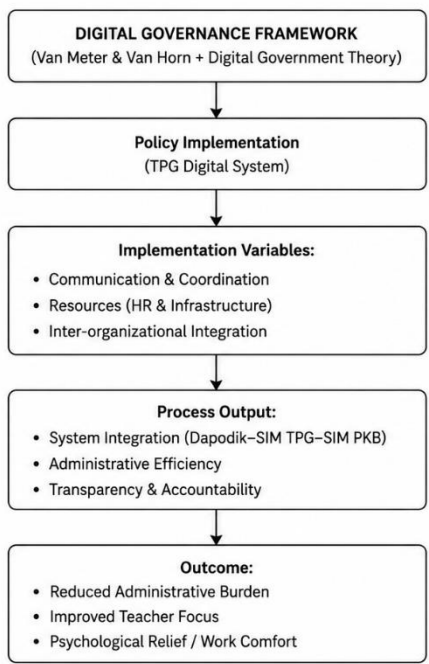 DIGITAL GOVERNANCE FRAMEWORK
(Van Meter & Van Horn + Digital Government Theory)
Policy Implementation
(TPG Digital System)
Implementation Variables:
• Communication & Coordination
• Resources (HR & Infrastructure)
• Inter-organizational Integration
Process Output:
• System Integration (Dapodik–SIM TPG–SIM PKB)
• Administrative Efficiency
• Transparency & Accountability
Outcome:
• Reduced Administrative Burden
• Improved Teacher Focus
• Psychological Relief / Work Comfort